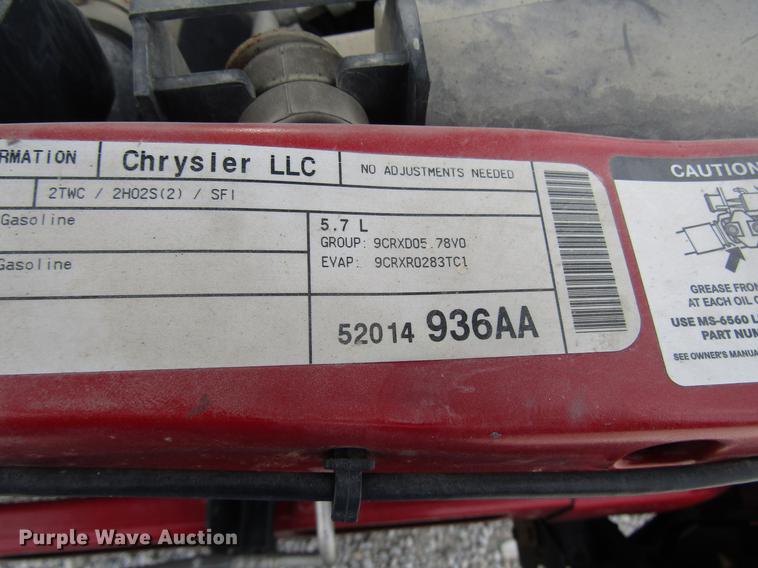 RMATION
Chrysler LLC
NO ADJUSTMENTS NEEDED
2TWC / 2HO2S(2) / SFI
Gasoline
5.7 L
GROUP: 9CRXD05.78V0
Gasoline
EVAP: 9CRXR0283TC1
52014 936AA
CAUTION
GREASE FRON
AT EACH OIL C
USE MS-6560 L
PART NUM
SEE OWNER'S MANUA
Purple Wave Auction